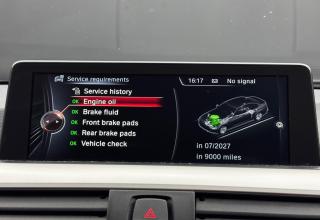 Service requirements
16:17
No signal
Service history
OK Engine oil
OK Brake fluid
OK Front brake pads
OK Rear brake pads
OK Vehicle check
in 07/2027
in 9000 miles